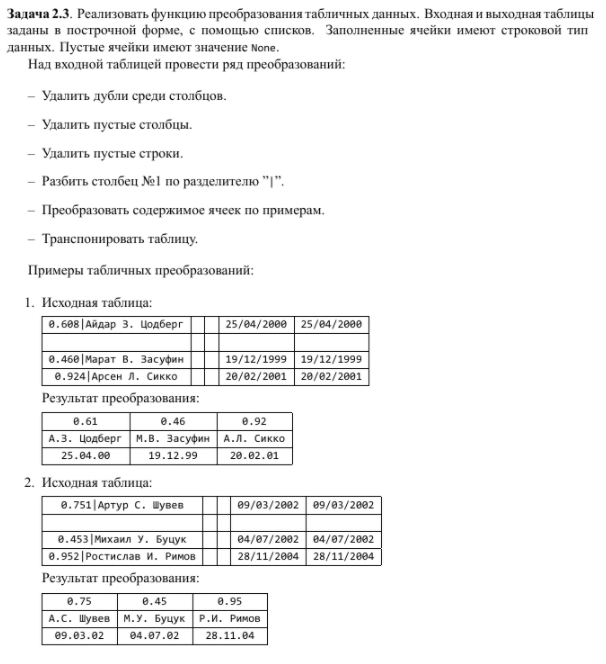 Задача 2.3. Реализовать функцию преобразования табличных данных. Входная и выходная таблицы
заданы в построчной форме, с помощью списков. Заполненные ячейки имеют строковой тип
данных. Пустые ячейки имеют значение None.
Над входной таблицей провести ряд преобразований:
– Удалить дубли среди столбцов.
– Удалить пустые столбцы.
– Удалить пустые строки.
– Разбить столбец №1 по разделителю ”|”.
– Преобразовать содержимое ячеек по примерам.
– Транспонировать таблицу.
Примеры табличных преобразований:
1. Исходная таблица:
0.608|Айдар З. Цодберг 25/04/2000 25/04/2000
0.460|Марат В. Засуфин 19/12/1999 19/12/1999
0.924|Арсен Л. Сикко 20/02/2001 20/02/2001
Результат преобразования:
0.61 0.46 0.92
А.З. Цодберг М.В. Засуфин А.Л. Сикко
25.04.00 19.12.99 20.02.01
2. Исходная таблица:
0.751|Артур С. Шувев 09/03/2002 09/03/2002
0.453|Михаил У. Буцук 04/07/2002 04/07/2002
0.952|Ростислав И. Римов 28/11/2004 28/11/2004
Результат преобразования:
0.75 0.45 0.95
А.С. Шувев М.У. Буцук Р.И. Римов
09.03.02 04.07.02 28.11.04